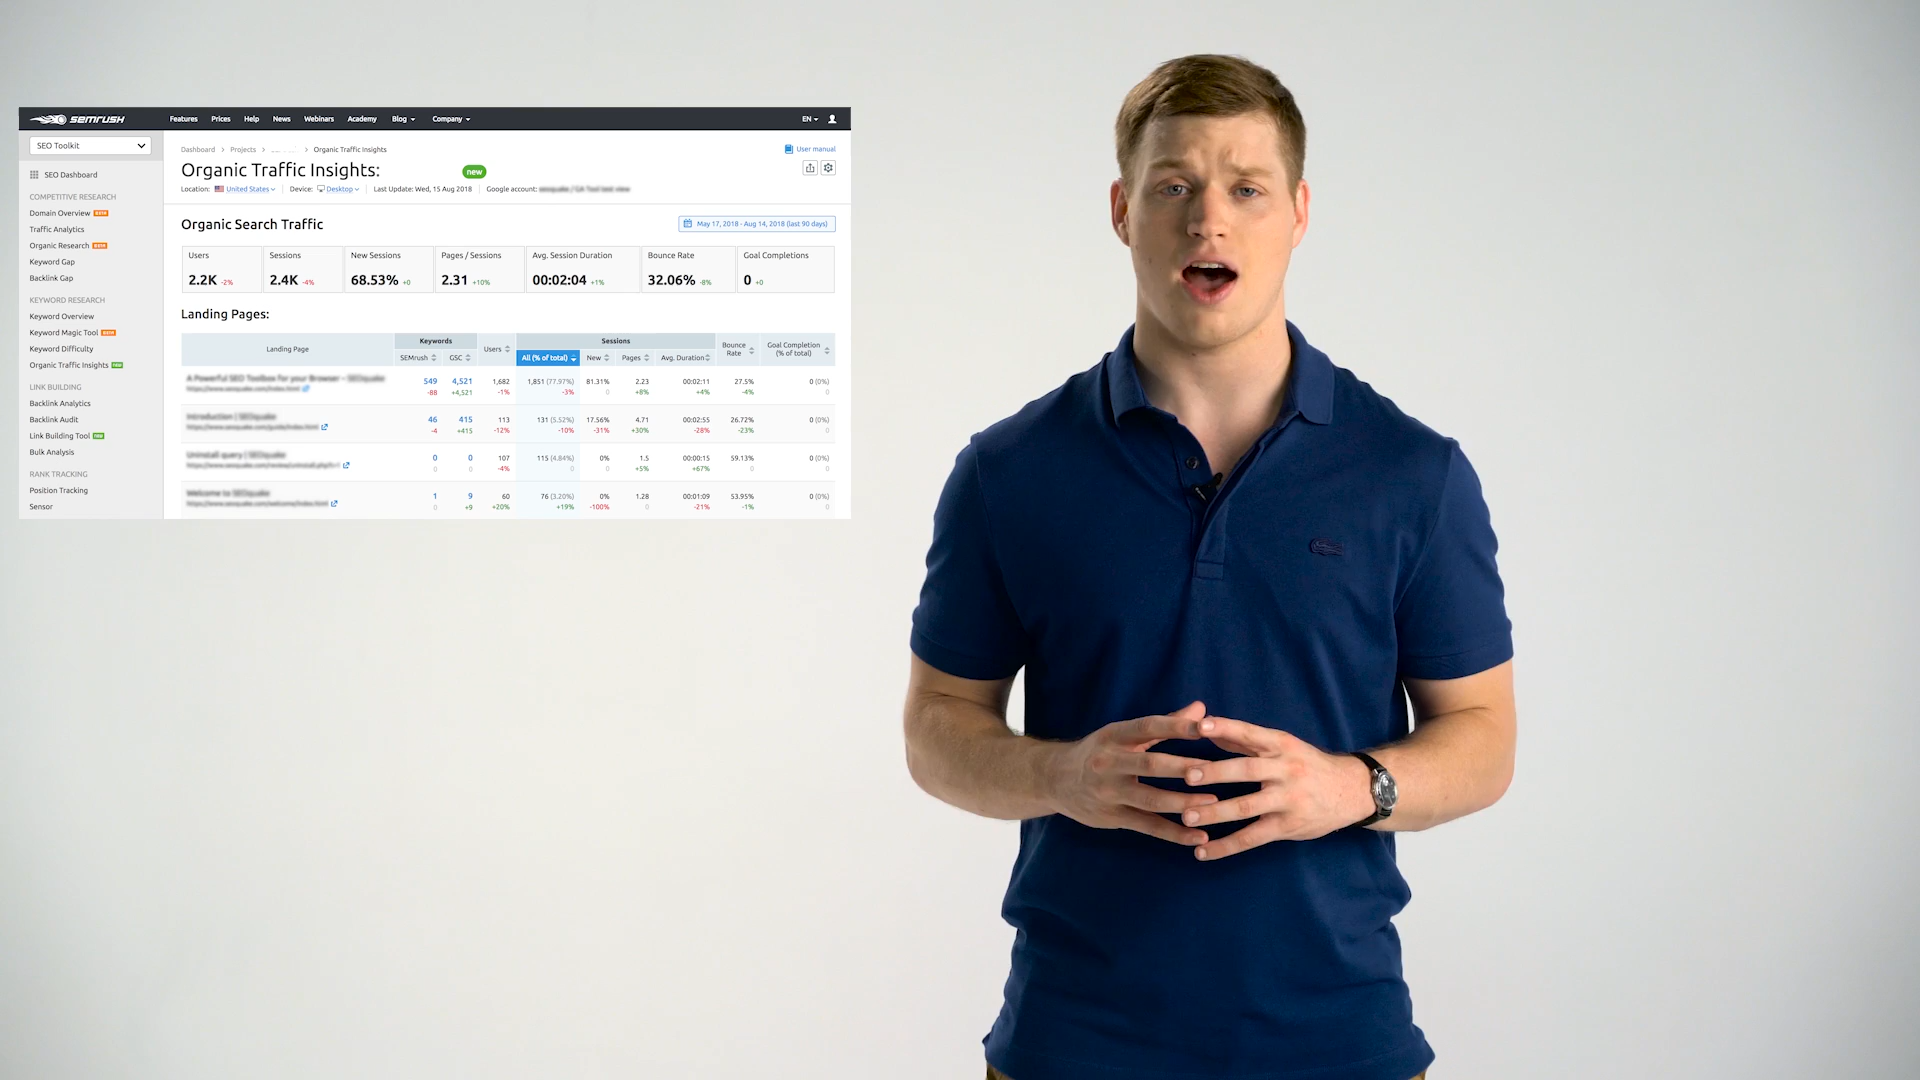 semrush Features Prices Help News Webinars Academy Blog Company EN
SEO Toolkit
SEO Dashboard
COMPETITIVE RESEARCH
Domain Overview BETA
Traffic Analytics
Organic Research BETA
Keyword Gap
Backlink Gap
KEYWORD RESEARCH
Keyword Overview
Keyword Magic Tool BETA
Keyword Difficulty
Organic Traffic Insights new
LINK BUILDING
Backlink Analytics
Backlink Audit
Link Building Tool new
Bulk Analysis
RANK TRACKING
Position Tracking
Sensor
Dashboard > Projects > > Organic Traffic Insights
User manual
Organic Traffic Insights: new
Location: United States Device: Desktop Last Update: Wed, 15 Aug 2018 Google account:
Organic Search Traffic
May 17, 2018 - Aug 14, 2018 (last 90 days)
Users Sessions New Sessions Pages / Sessions Avg. Session Duration Bounce Rate Goal Completions
2.2K -2% 2.4K -4% 68.53% +0 2.31 +10% 00:02:04 +1% 32.06% -8% 0 +0
Landing Pages:
Landing Page Keywords Users Sessions Bounce Rate Goal Completion (% of total)
SEMrush GSC All (% of total) New Pages Avg. Duration
549 4,521 1,682 1,851 (77.97%) 81.31% 2.23 00:02:11 27.5% 0 (0%)
-88 +4,521 -1% -3% 0 +8% +4% -4% 0
46 415 113 131 (5.52%) 17.56% 4.71 00:02:55 26.72% 0 (0%)
-4 +415 -12% -10% -31% +30% -28% -23% 0
0 0 107 115 (4.84%) 0% 1.5 00:00:15 59.13% 0 (0%)
0 0 -4% 0 0 +5% +67% 0 0
1 9 60 76 (3.20%) 0% 1.28 00:01:09 53.95% 0 (0%)
0 +9 +20% +19% -100% 0 -21% -1% 0